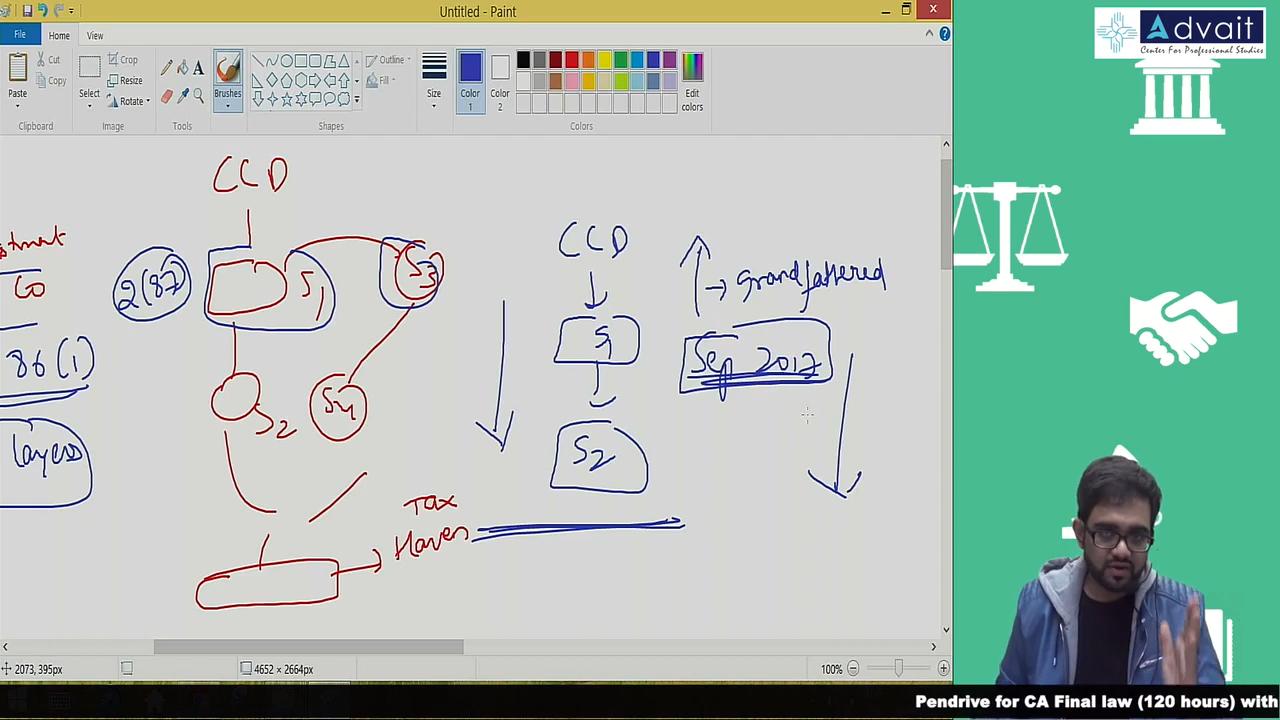 Untitled - Paint
File
Home
View
Paste
Cut
Copy
Clipboard
Select
Crop
Resize
Rotate
Image
A
Tools
Brushes
Outline
Fill
Shapes
Size
Color
1
Color
2
Edit
colors
Colors
Advait
Center For Professional Studies
CCD
2(87)
S1
S3
S2
S4
Co
86(1)
layers
Tax
Haven
CCD
S1
S2
Grandfathered
Sep 2017
2073, 395px
4652 × 2664px
100%
Pendrive for CA Final law (120 hours) with